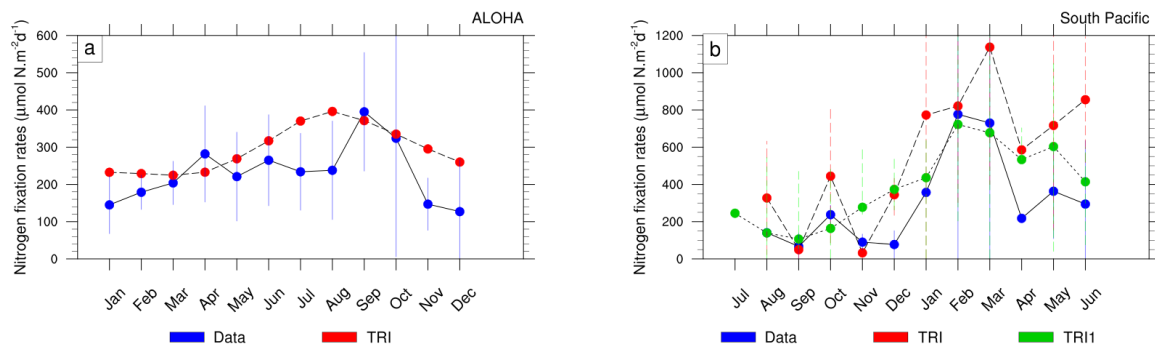 ALOHA
a
Nitrogen fixation rates (μmol N.m⁻²d⁻¹)
600
500
400
300
200
100
0
Jan Feb Mar Apr May Jun Jul Aug Sep Oct Nov Dec
Data TRI
South Pacific
b
Nitrogen fixation rates (μmol N.m⁻²d⁻¹)
1200
1000
800
600
400
200
0
Jul Aug Sep Oct Nov Dec Jan Feb Mar Apr May Jun
Data TRI TRI1